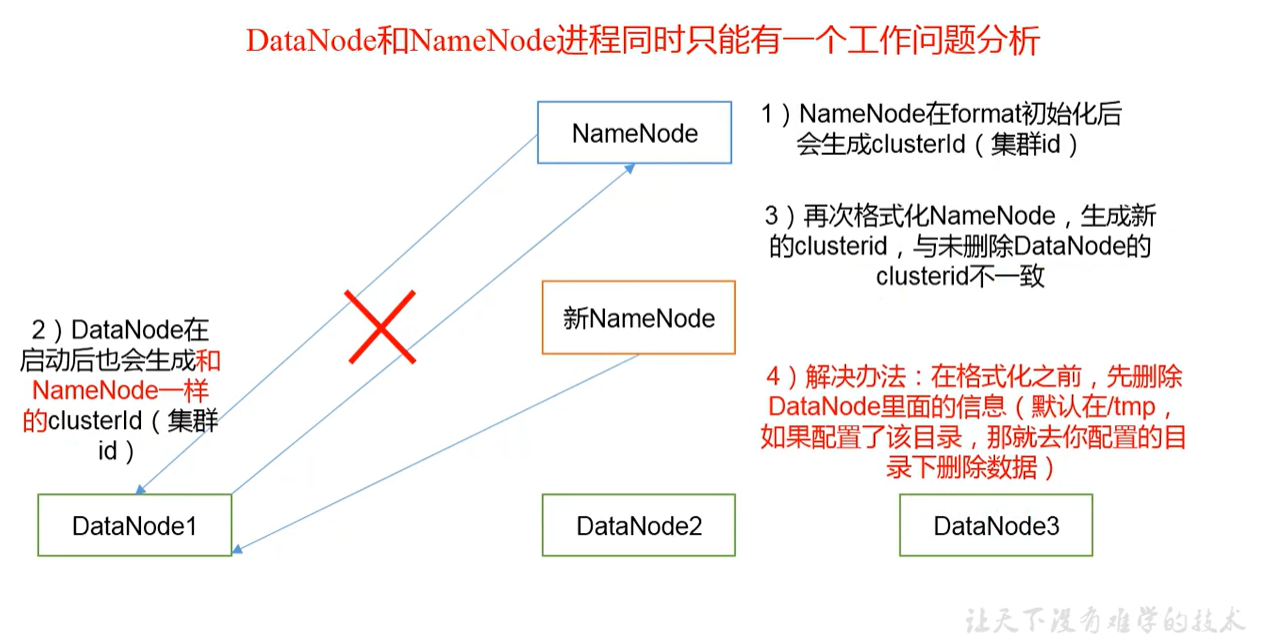 DataNode和NameNode进程同时只能有一个工作问题分析
NameNode
1）NameNode在format初始化后
会生成clusterId（集群id）
3）再次格式化NameNode，生成新
的clusterid，与未删除DataNode的
clusterid不一致
新NameNode
2）DataNode在
启动后也会生成和
NameNode一样
的clusterId（集群
id）
4）解决办法：在格式化之前，先删除
DataNode里面的信息（默认在/tmp，
如果配置了该目录，那就去你配置的目
录下删除数据）
DataNode1
DataNode2
DataNode3
让天下没有难学的技术